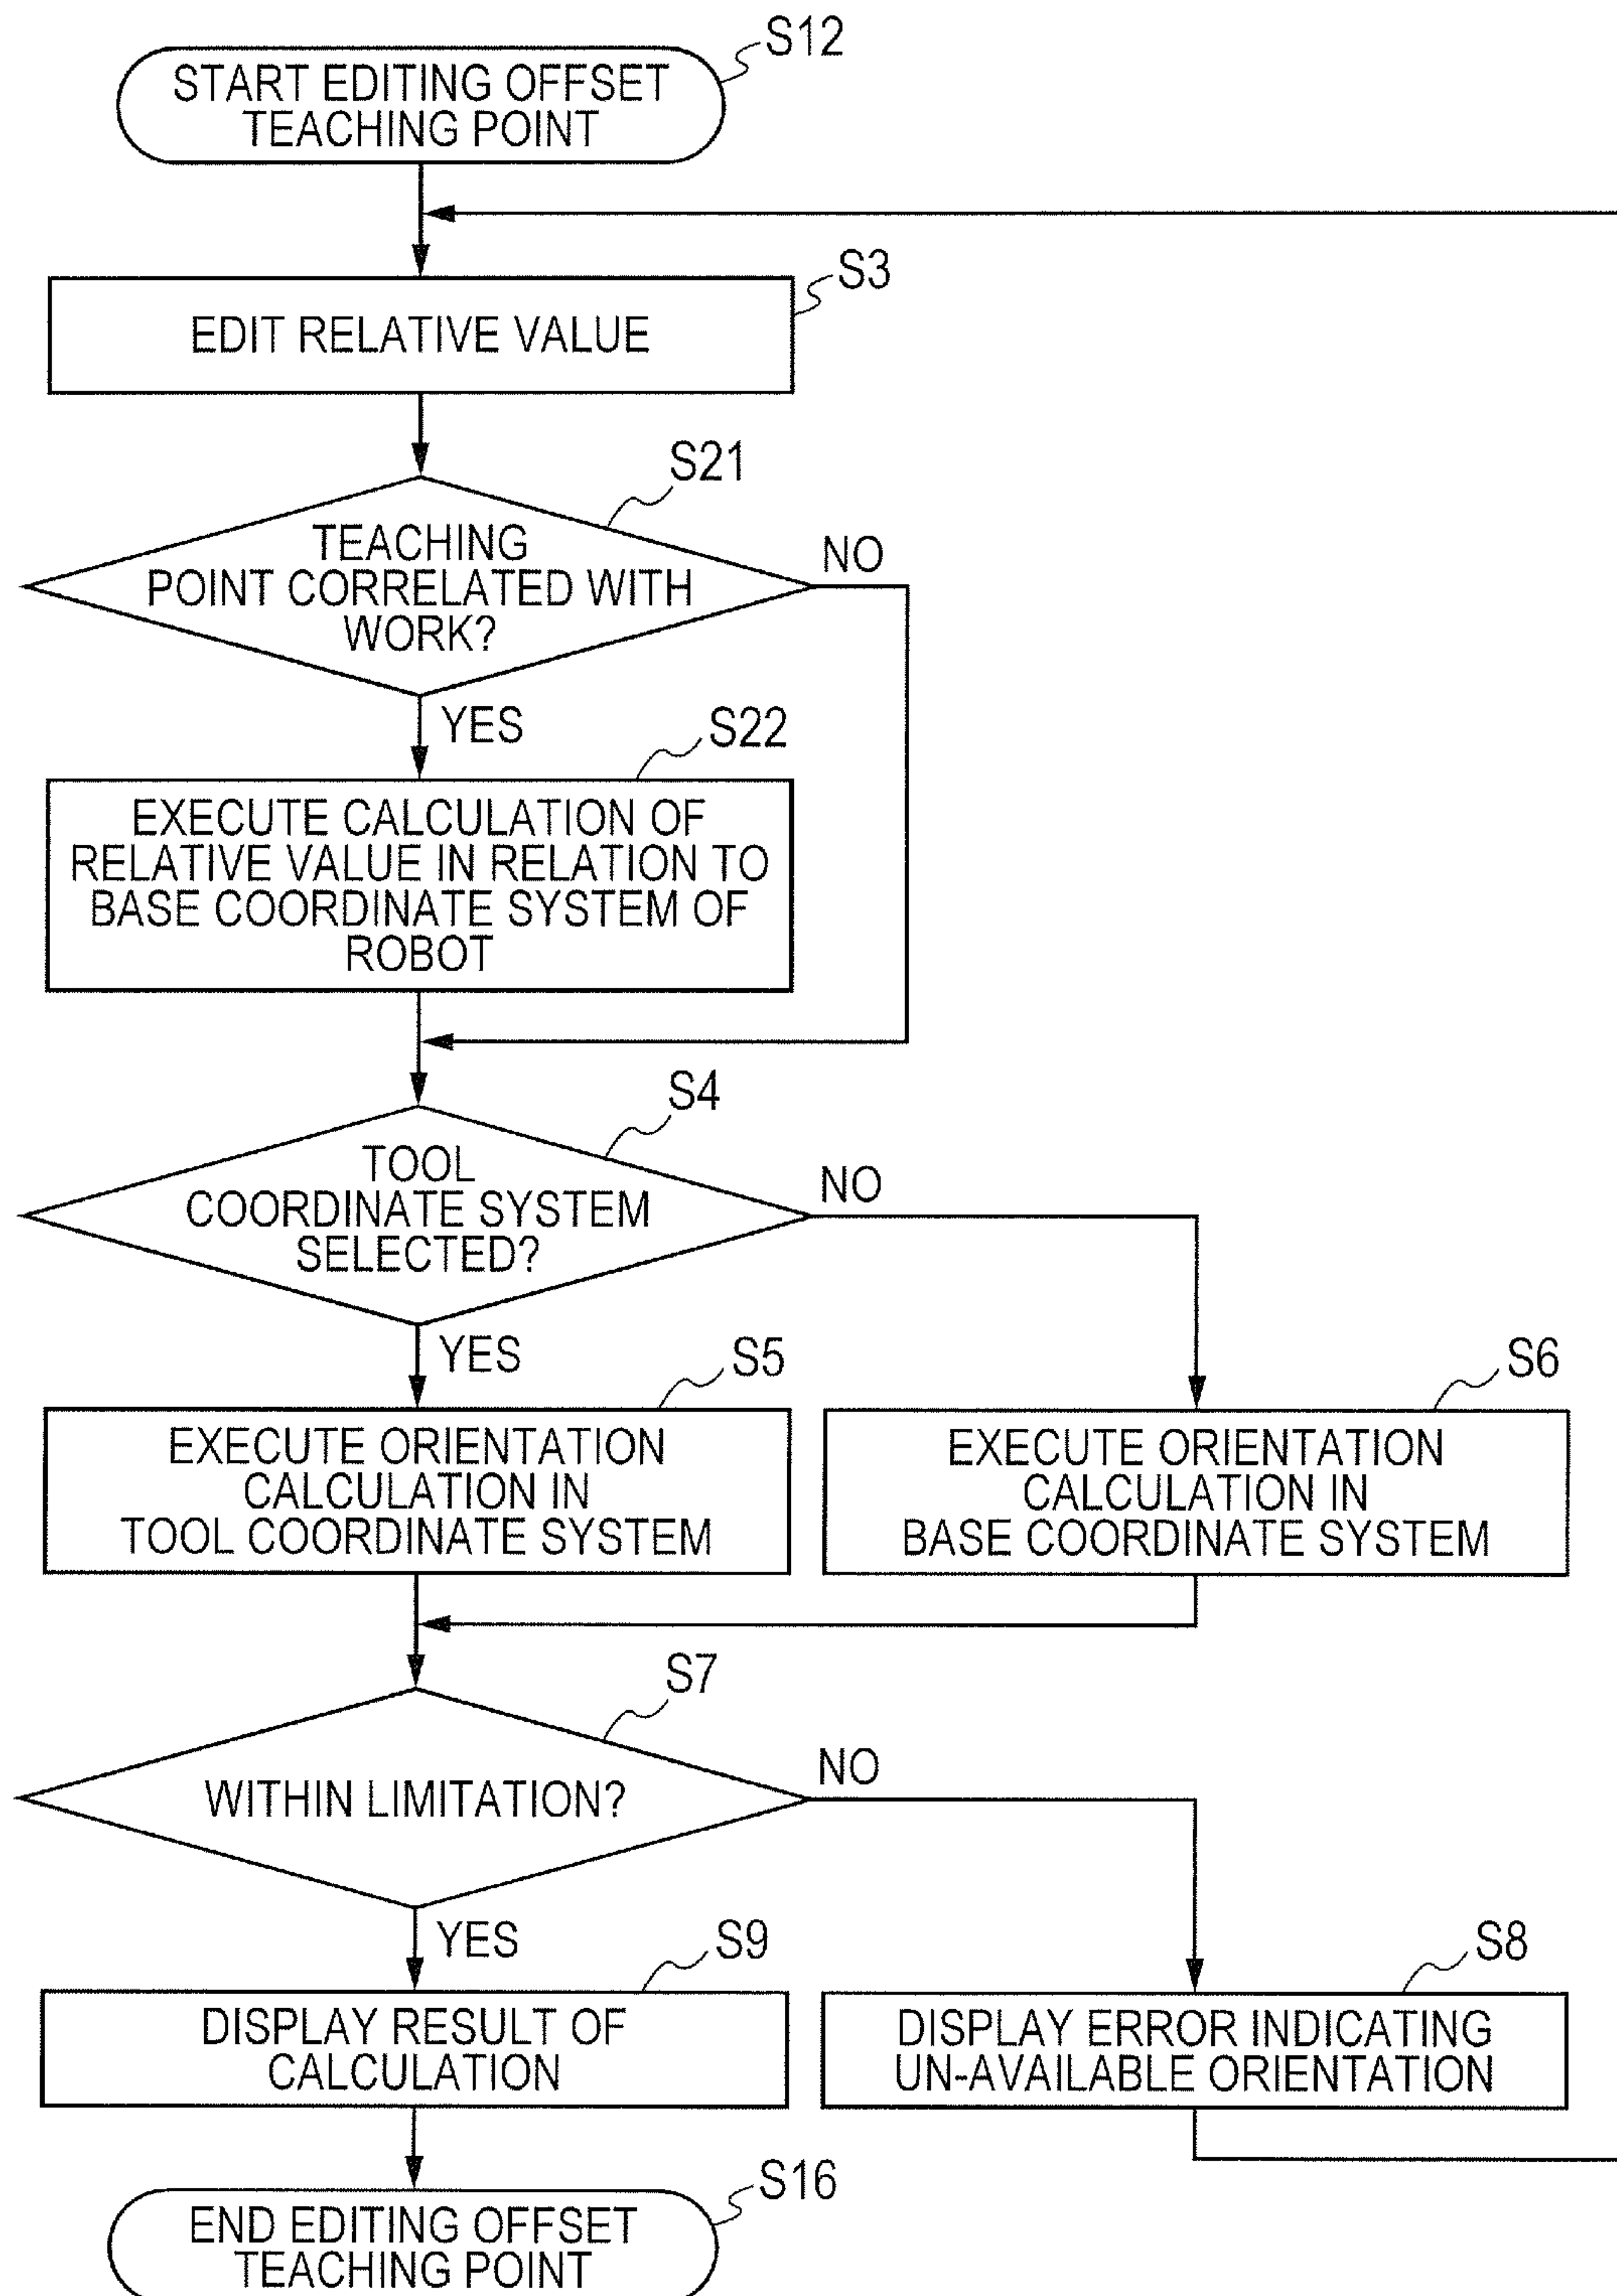 S12
START EDITING OFFSET
TEACHING POINT
S3
EDIT RELATIVE VALUE
S21
TEACHING
POINT CORRELATED WITH
WORK?
NO
YES
S22
EXECUTE CALCULATION OF
RELATIVE VALUE IN RELATION TO
BASE COORDINATE SYSTEM OF
ROBOT
S4
TOOL
COORDINATE SYSTEM
SELECTED?
NO
YES
S5
EXECUTE ORIENTATION
CALCULATION IN
TOOL COORDINATE SYSTEM
S6
EXECUTE ORIENTATION
CALCULATION IN
BASE COORDINATE SYSTEM
S7
WITHIN LIMITATION?
NO
YES
S9
DISPLAY RESULT OF
CALCULATION
S8
DISPLAY ERROR INDICATING
UN-AVAILABLE ORIENTATION
S16
END EDITING OFFSET
TEACHING POINT